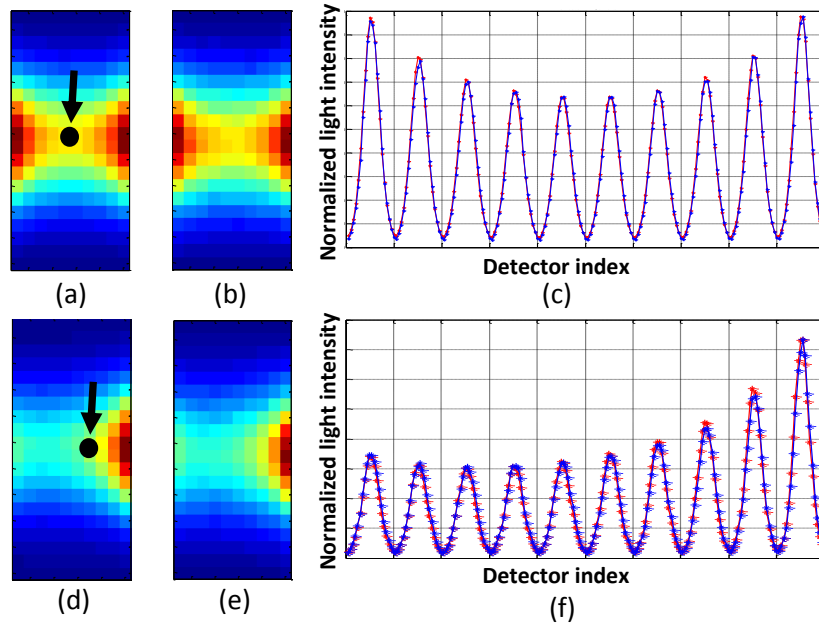 (a)
(b)
Normalized light intensity
Detector index
(c)
(d)
(e)
Normalized light intensity
Detector index
(f)